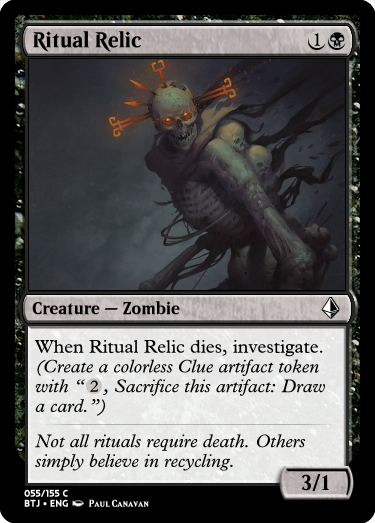 Ritual Relic 1
Creature — Zombie
When Ritual Relic dies, investigate.
(Create a colorless Clue artifact token
with “2, Sacrifice this artifact: Draw
a card.”)
Not all rituals require death. Others
simply believe in recycling.
3/1
055/155 C
BTJ • ENG Paul Canavan